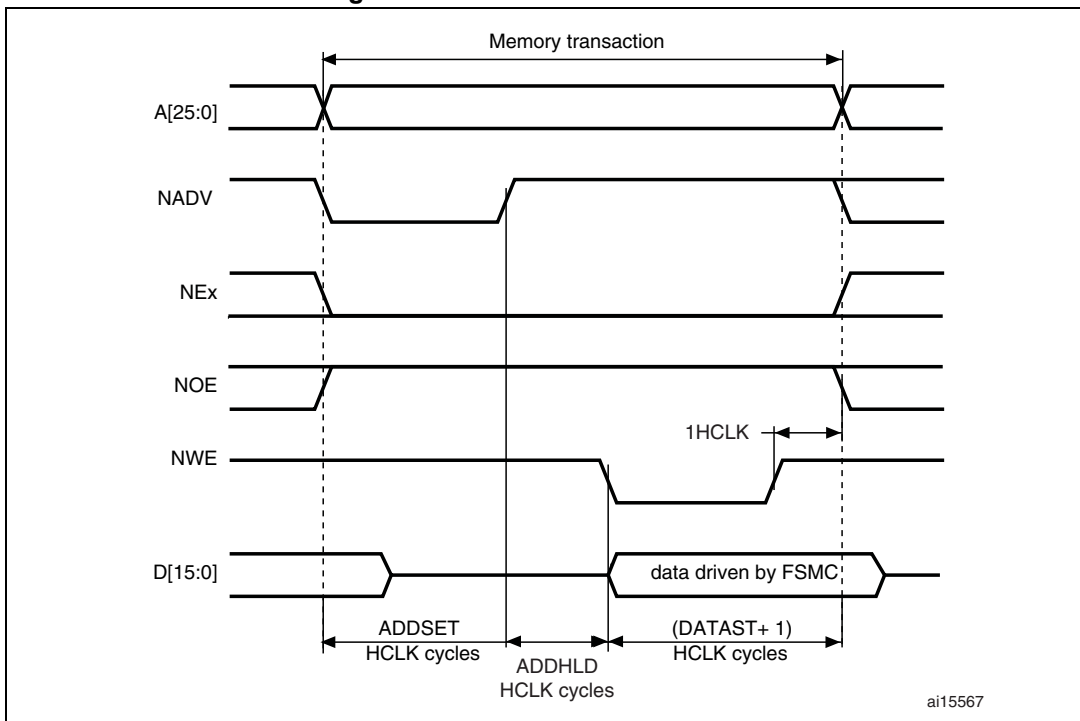 Memory transaction
A[25:0]
NADV
NEx
NOE
1HCLK
NWE
D[15:0]
data driven by FSMC
ADDSET
HCLK cycles
ADDHLD
HCLK cycles
(DATAST+ 1)
HCLK cycles
ai15567